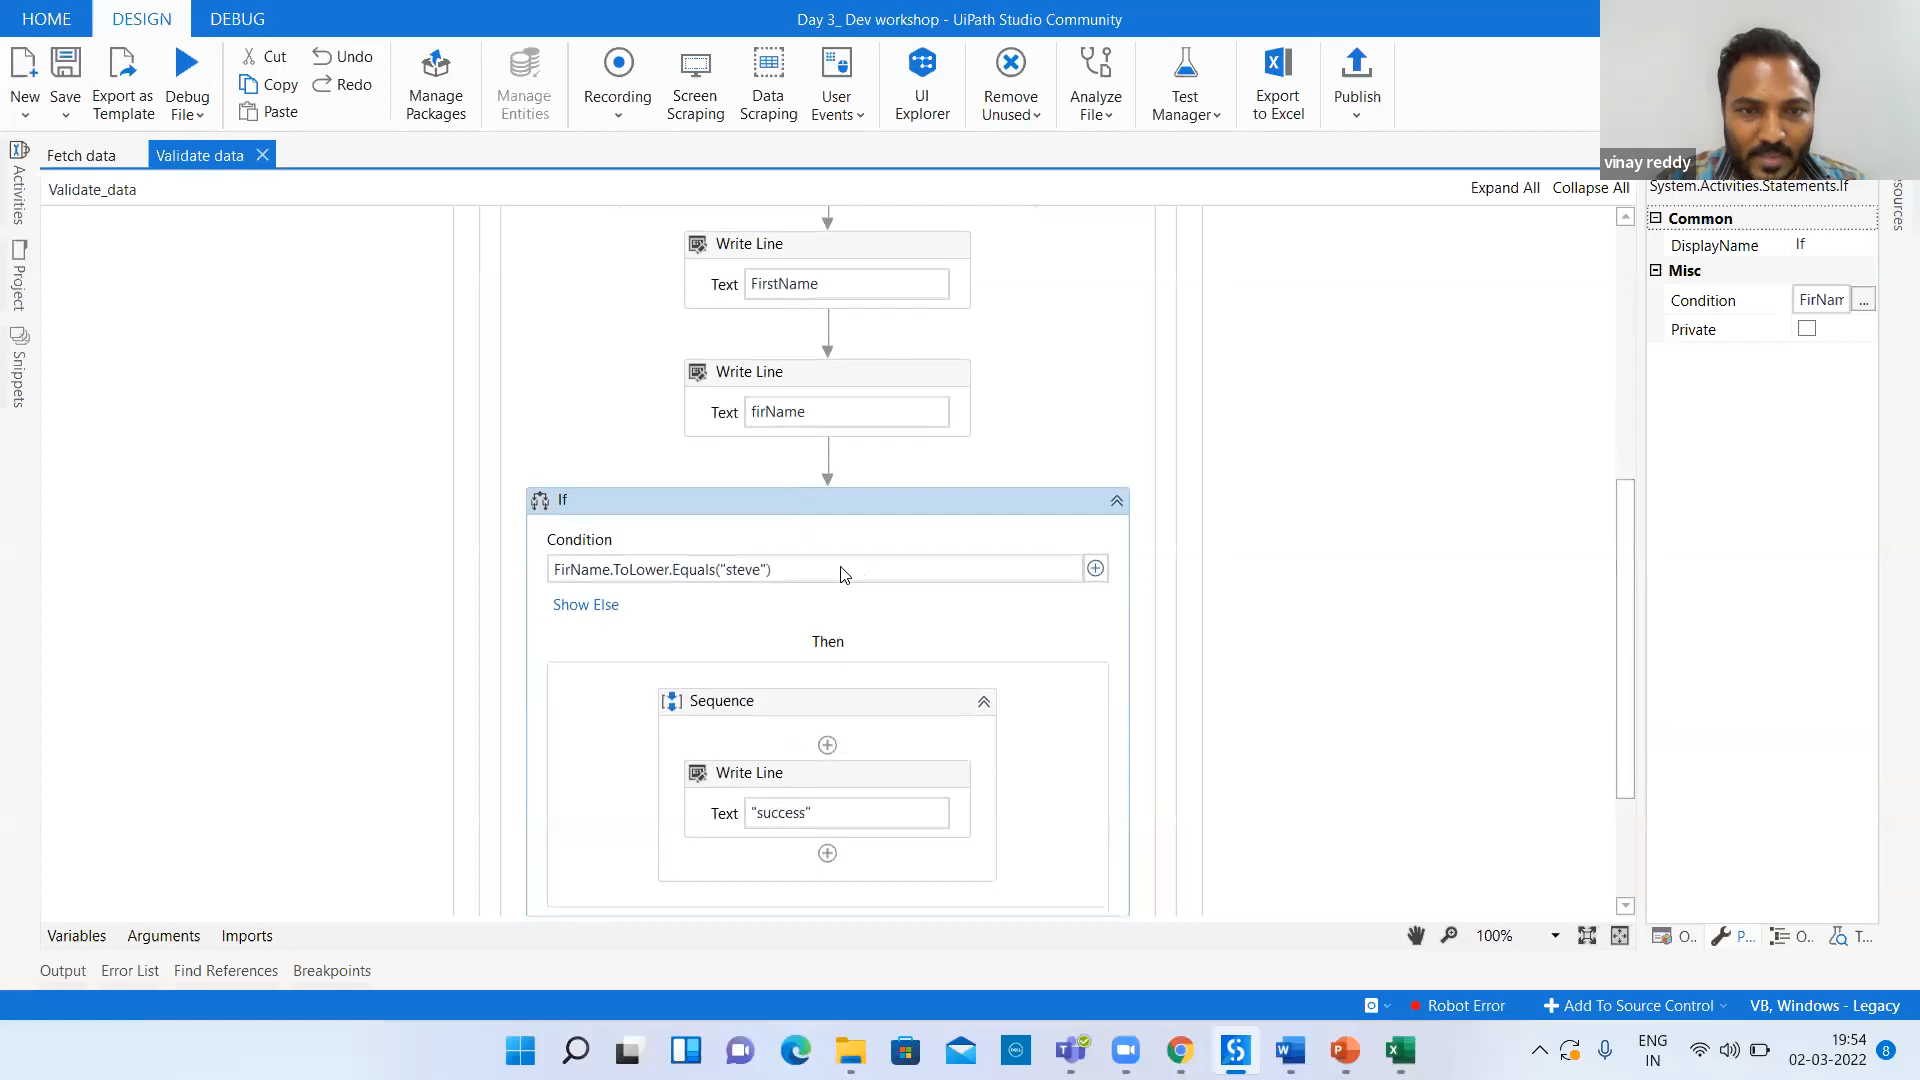 HOME DESIGN DEBUG
Day 3_ Dev workshop - UiPath Studio Community
New Save Export as Template Debug File
Cut Copy Paste Undo Redo
Manage Packages Manage Entities
Recording Screen Scraping Data Scraping User Events
UI Explorer Remove Unused Analyze File Test Manager Export to Excel Publish
vinay reddy
Fetch data Validate data
Validate_data Expand All Collapse All
Activities
Project
Snippets
Write Line
Text FirstName
Write Line
Text firName
If
Condition
FirName.ToLower.Equals("steve")
Show Else
Then
Sequence
Write Line
Text "success"
System.Activities.Statements.If
Common
DisplayName If
Misc
Condition FirNam ...
Private
sources
Variables Arguments Imports 100% O.. P... O.. T...
Output Error List Find References Breakpoints
Robot Error Add To Source Control VB, Windows - Legacy
DELL
ENG IN 19:54 02-03-2022 8